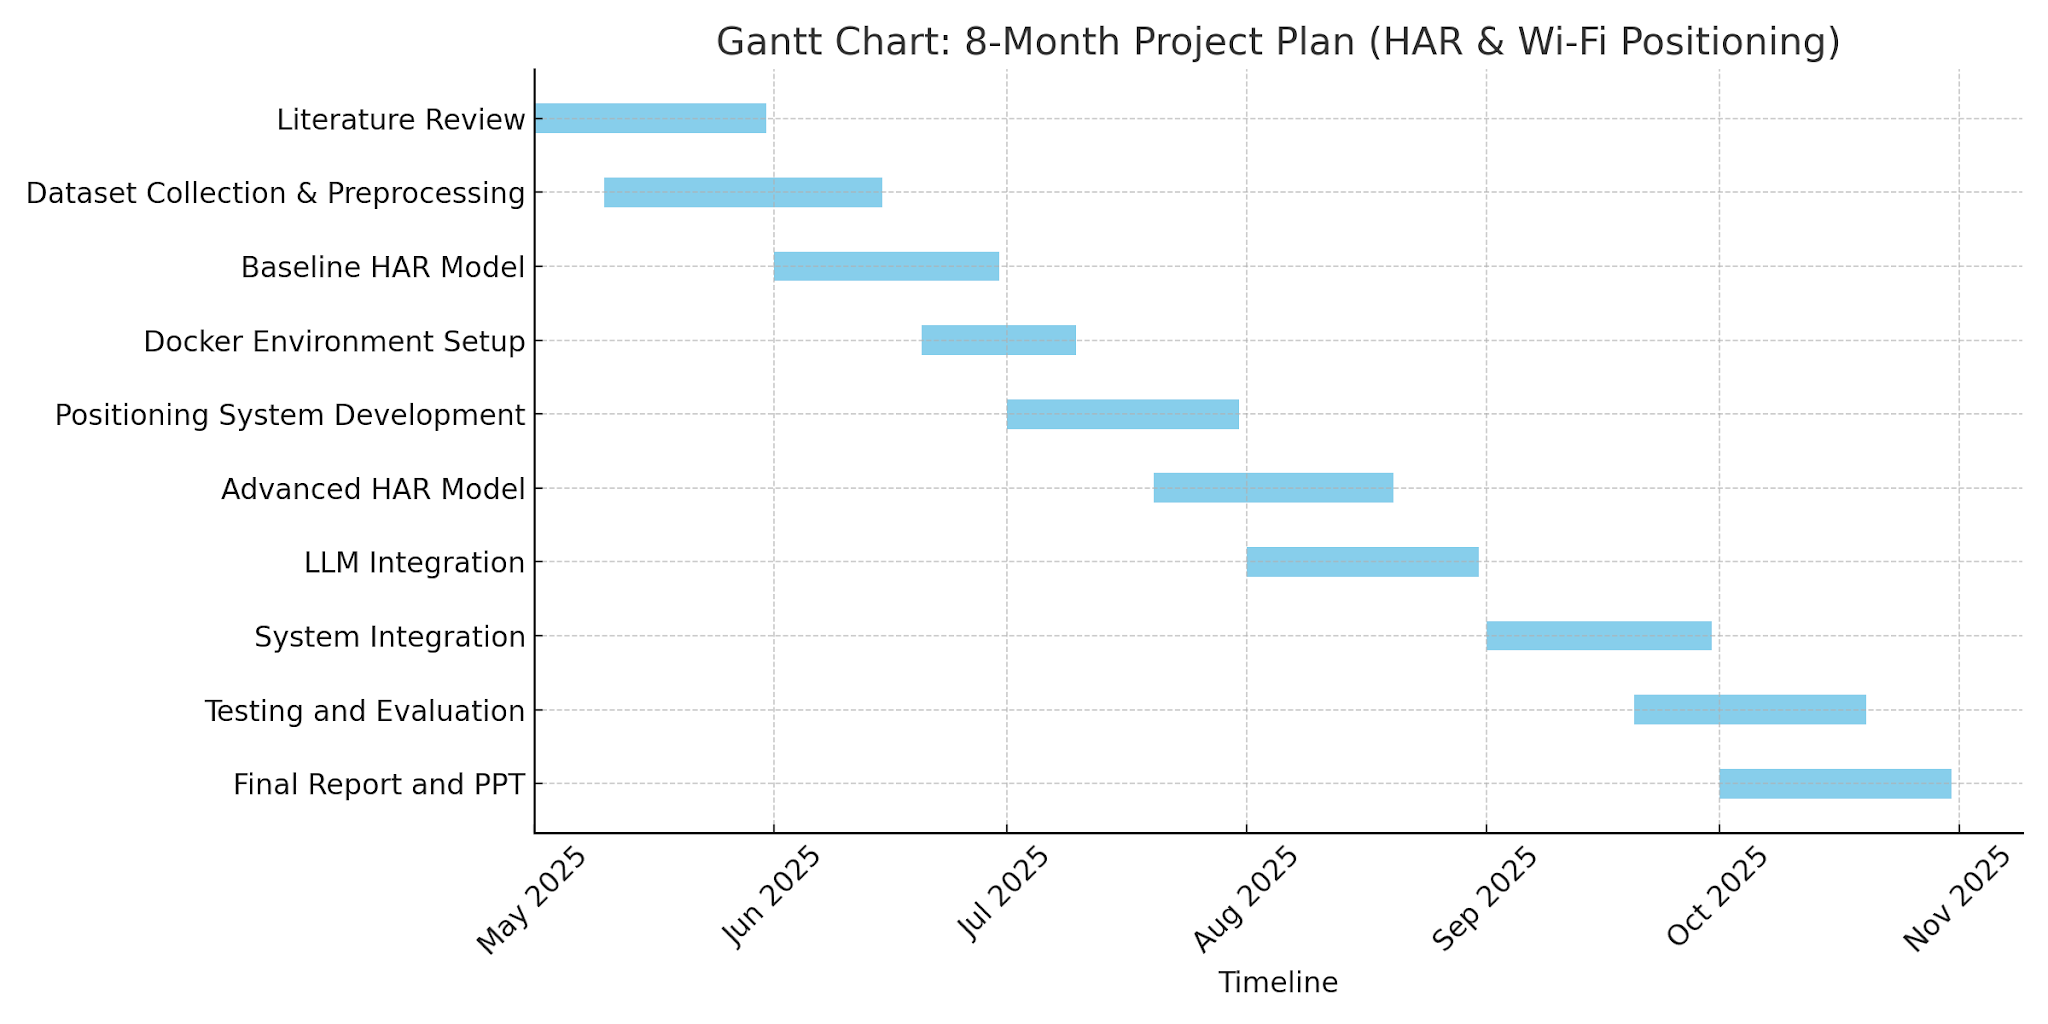 Gantt Chart: 8-Month Project Plan (HAR & Wi-Fi Positioning)
Literature Review
Dataset Collection & Preprocessing
Baseline HAR Model
Docker Environment Setup
Positioning System Development
Advanced HAR Model
LLM Integration
System Integration
Testing and Evaluation
Final Report and PPT
May 2025
Jun 2025
Jul 2025
Aug 2025
Sep 2025
Oct 2025
Nov 2025
Timeline